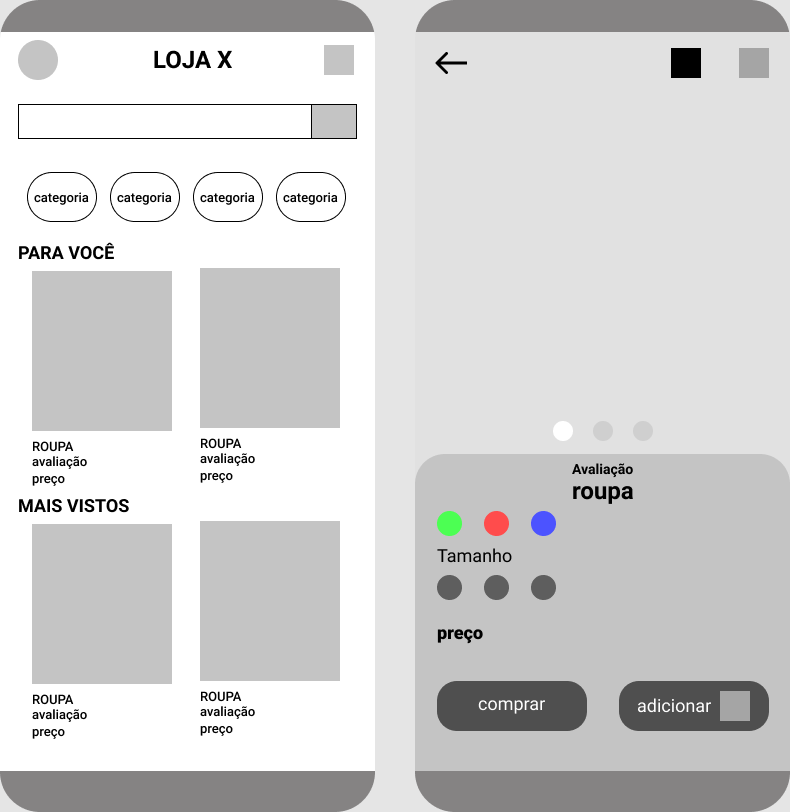 LOJA X
categoria
categoria
categoria
categoria
PARA VOCÊ
ROUPA
avaliação
preço
ROUPA
avaliação
preço
MAIS VISTOS
ROUPA
avaliação
preço
ROUPA
avaliação
preço
Avaliação
roupa
Tamanho
preço
comprar
adicionar